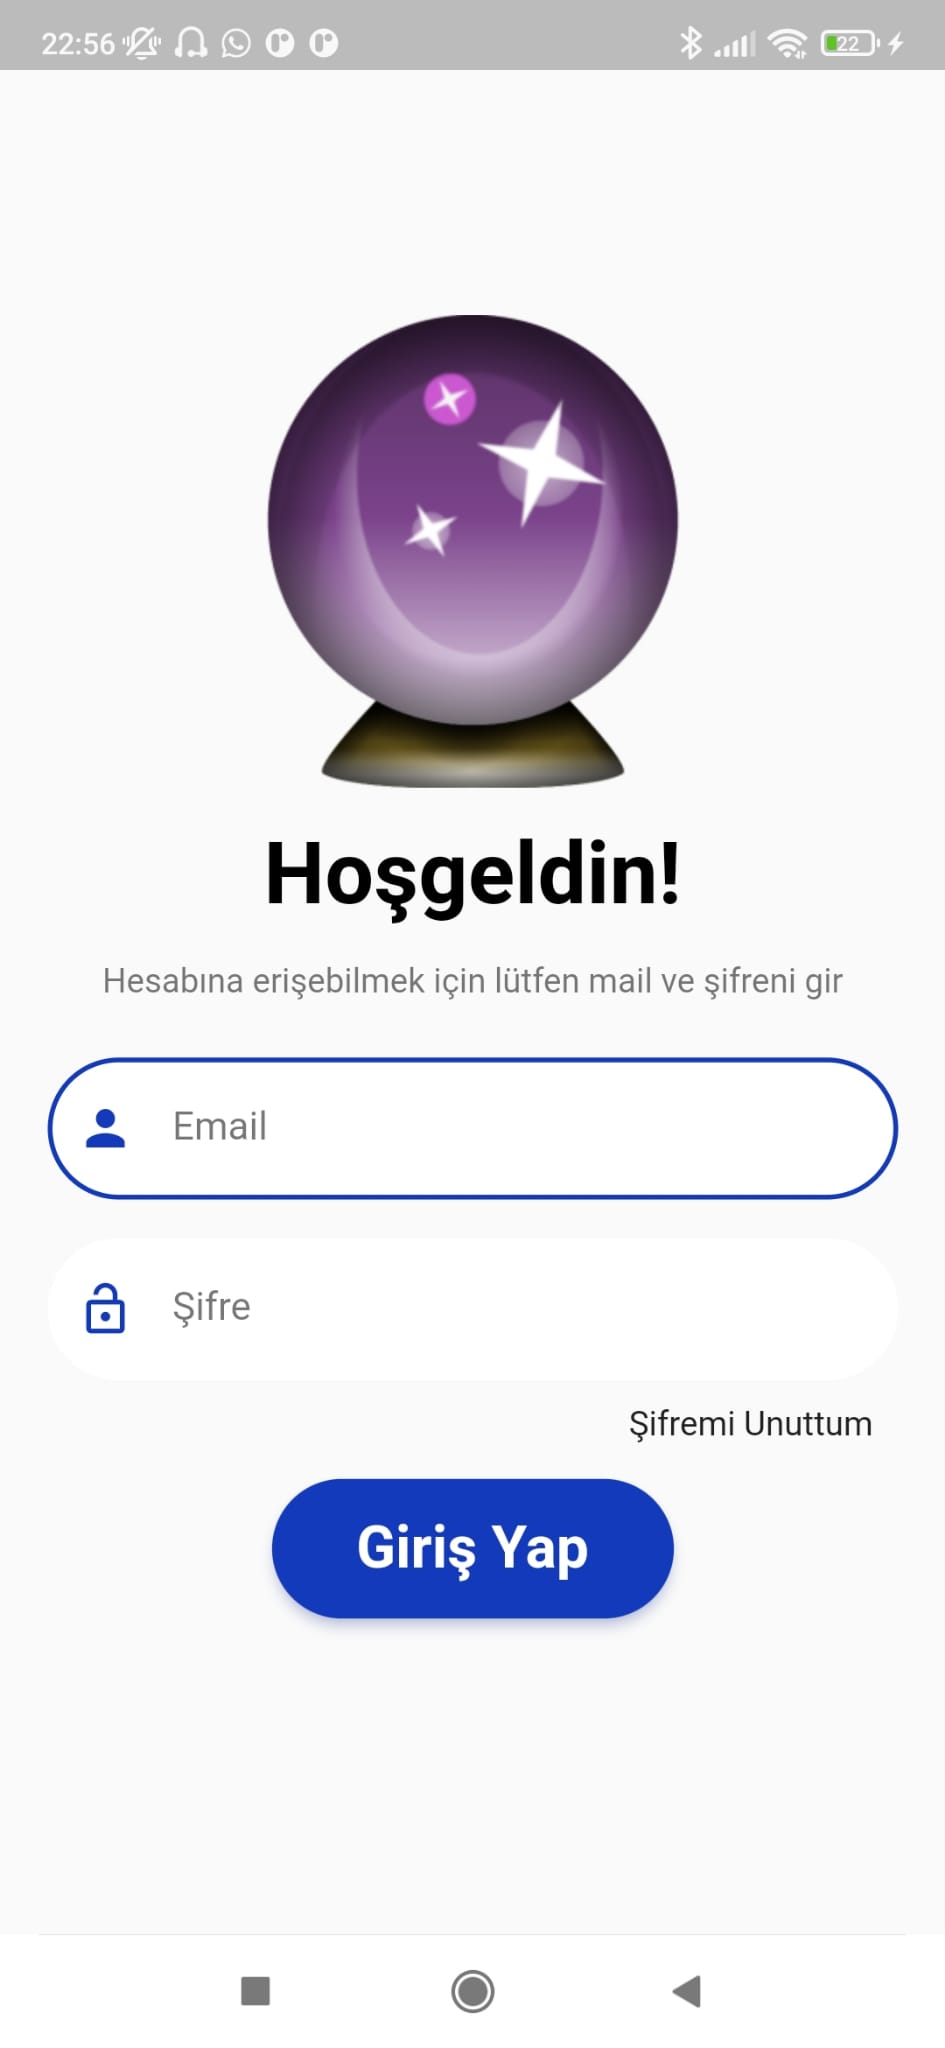 22:56
22
Hoşgeldin!
Hesabına erişebilmek için lütfen mail ve şifreni gir
Email
Şifre
Şifremi Unuttum
Giriş Yap